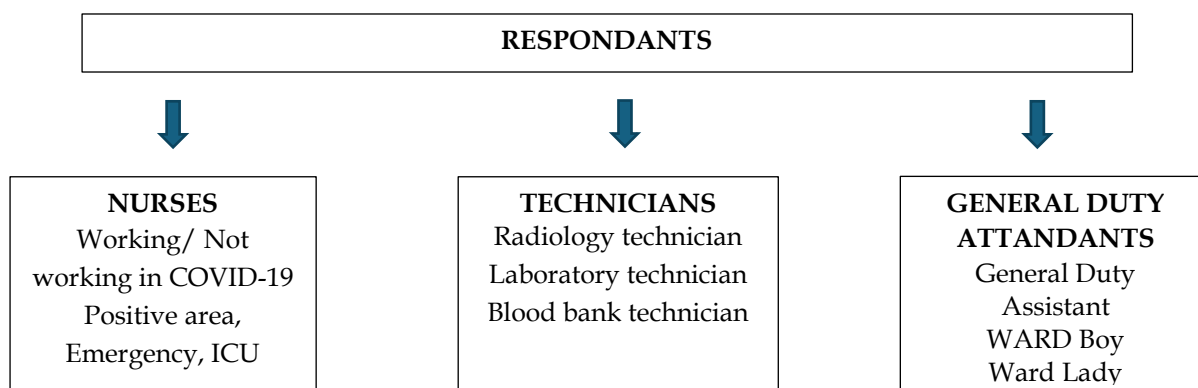 RESPONDANTS
NURSES
Working/ Not
working in COVID-19
Positive area,
Emergency, ICU
TECHNICIANS
Radiology technician
Laboratory technician
Blood bank technician
GENERAL DUTY
ATTANDANTS
General Duty
Assistant
WARD Boy
Ward Lady